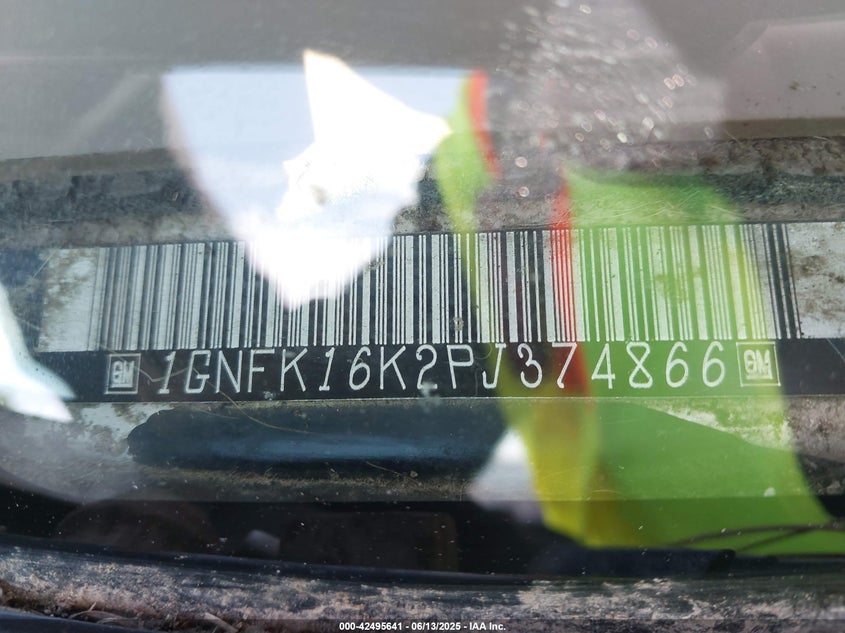 GM 1GNFK16K2PJ374866 GM
000-42495641 - 06/13/2025 - IAA Inc.